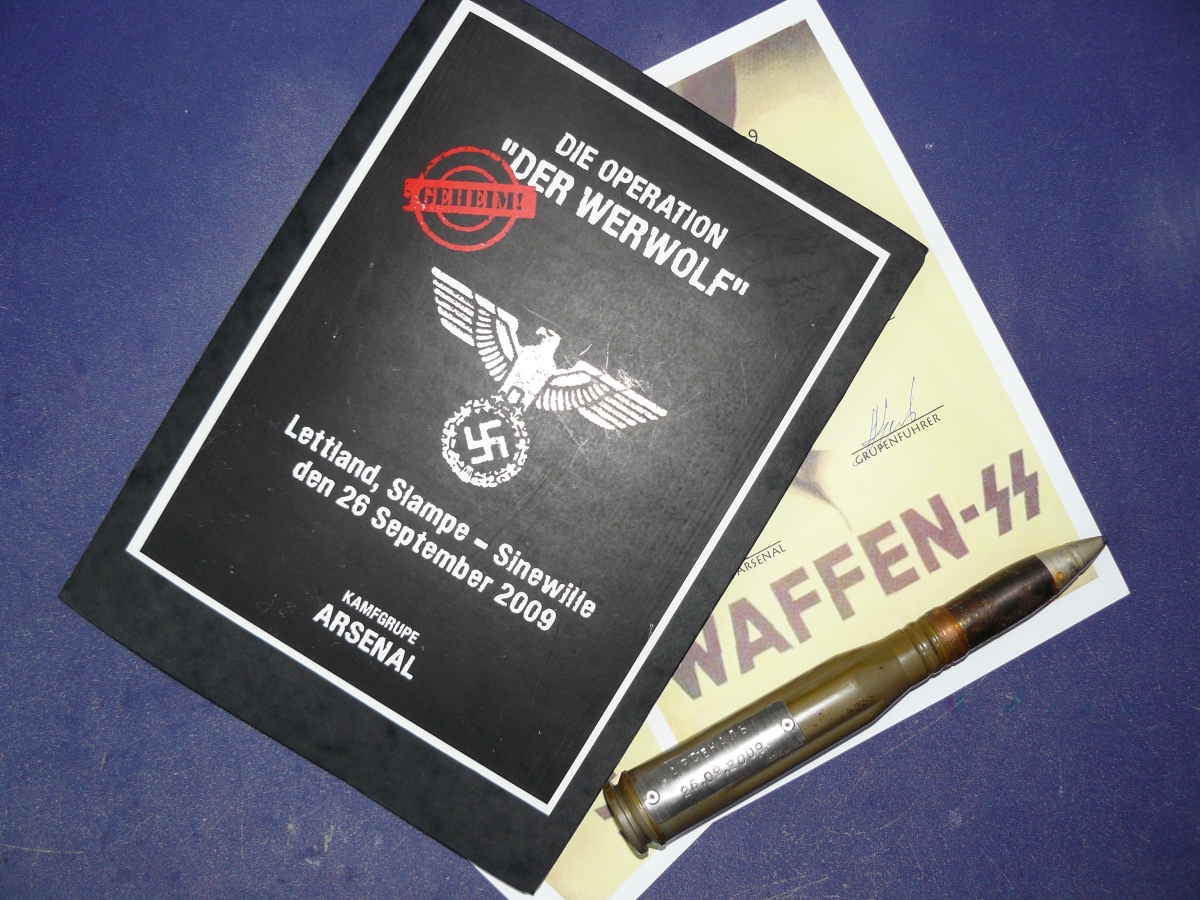 DIE OPERATION
"DER WERWOLF"
GEHEIM!
Lettland, Slampe – Sinewille
den 26 September 2009
KAMFGRUPE
ARSENAL
9
GRUPENFUHRER
ARSENAL
WAFFEN-SS
26.09.2009